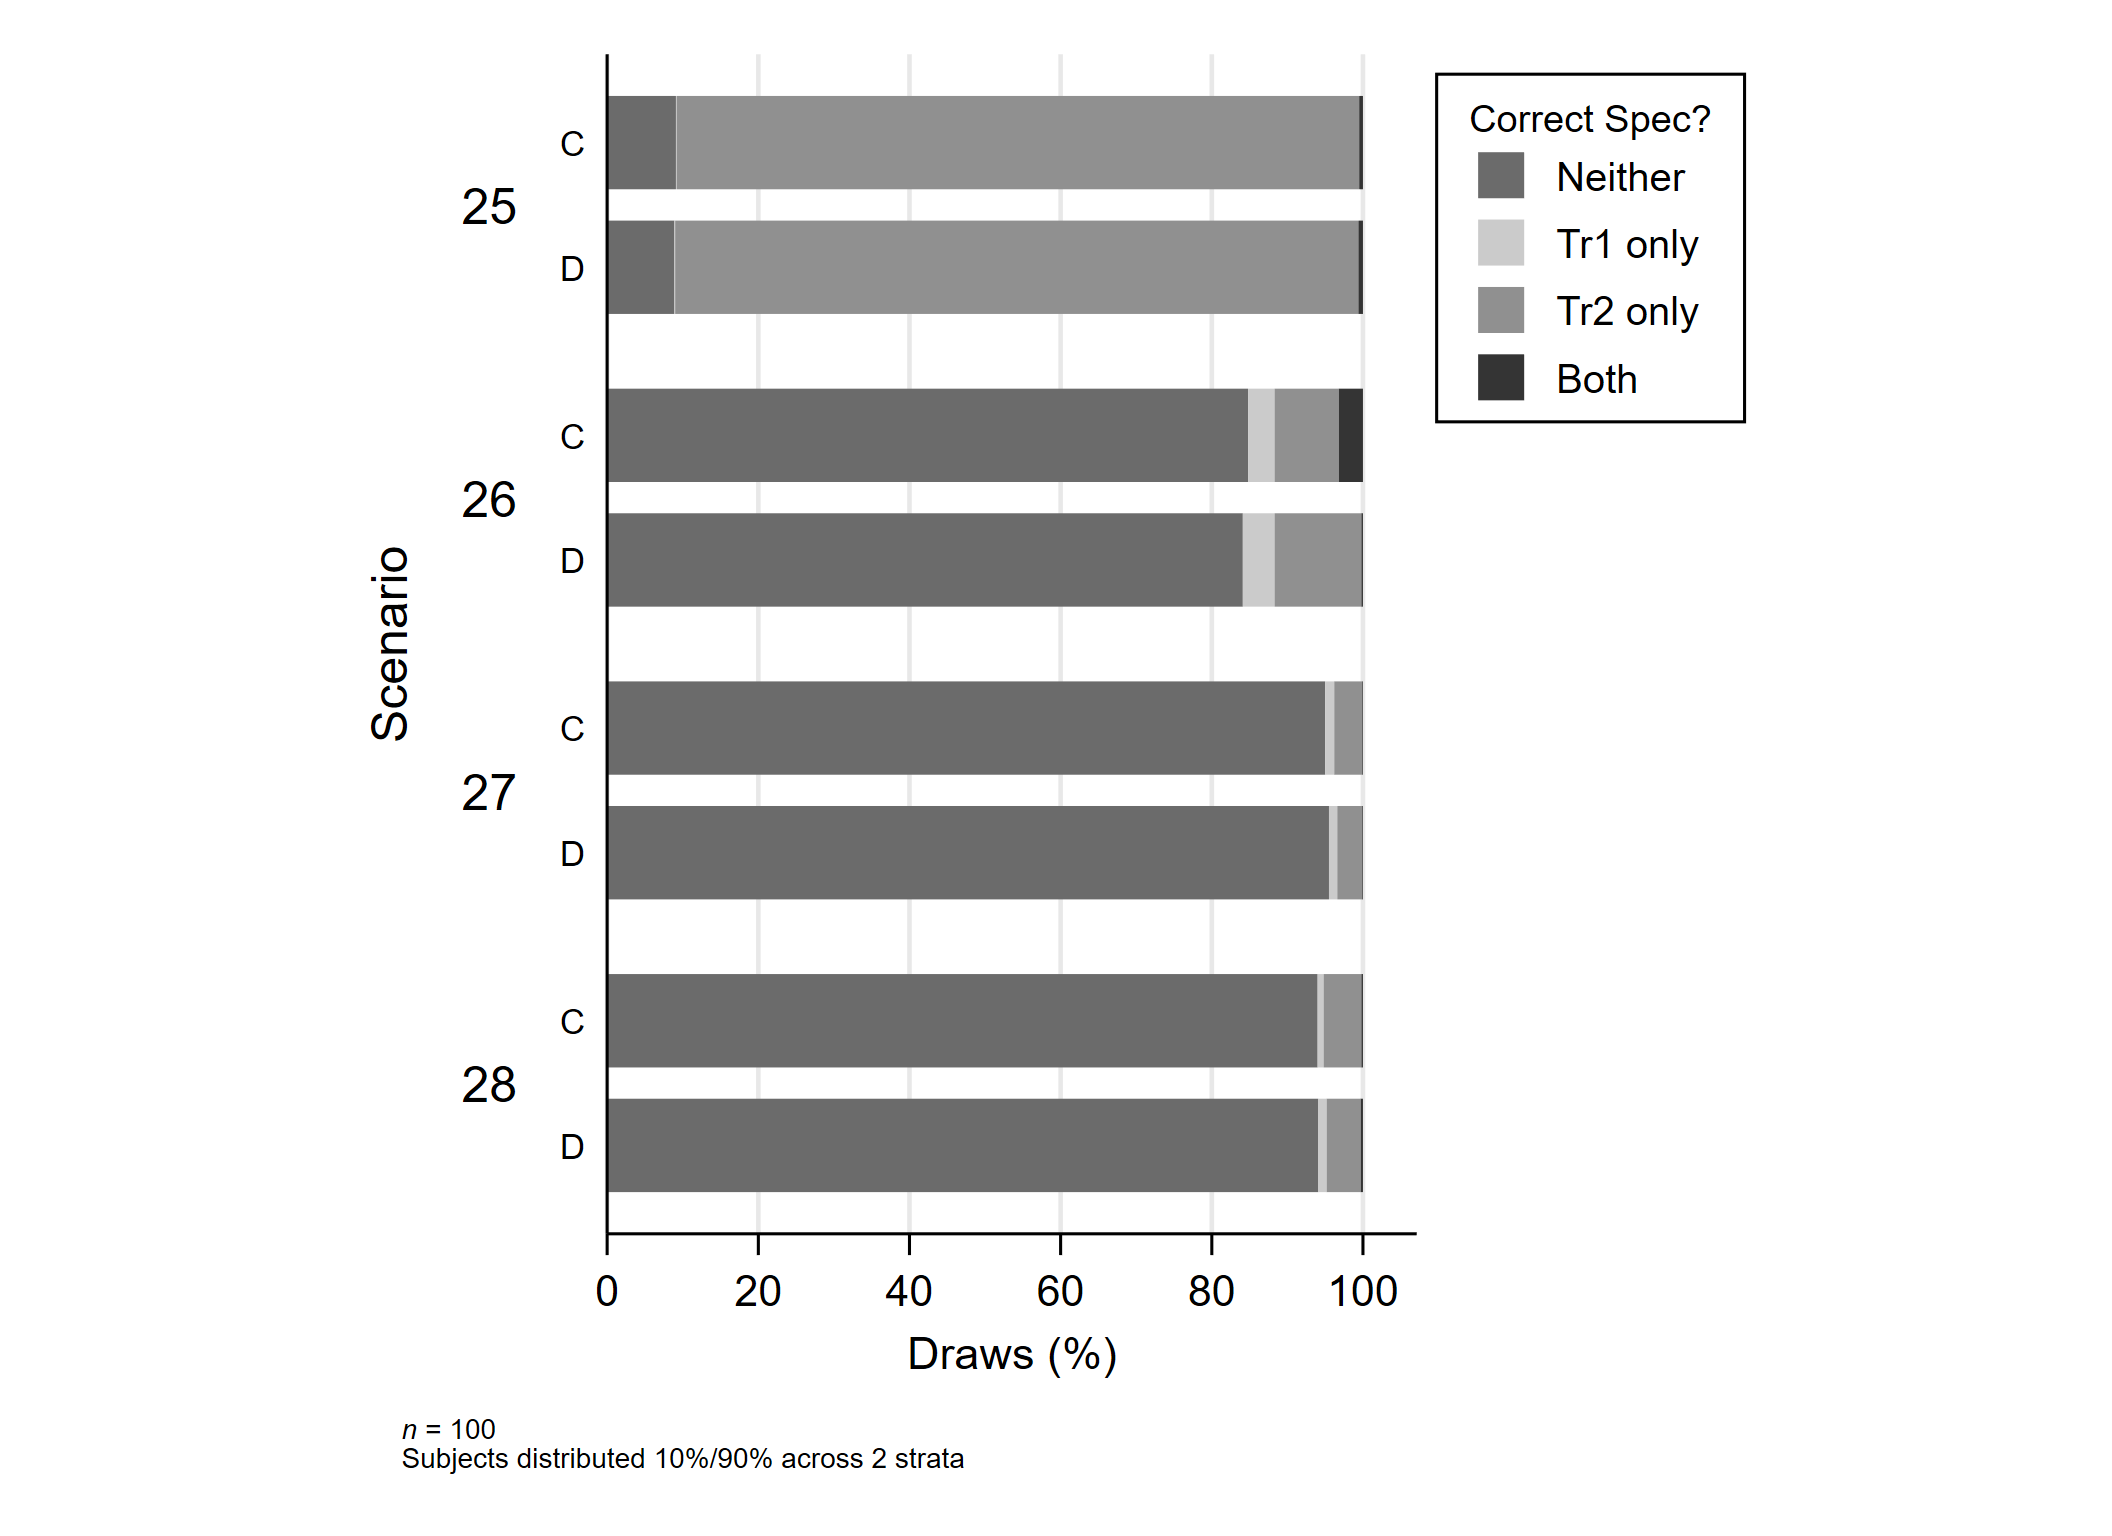 Correct Spec?
Neither
Tr1 only
Tr2 only
Both
Scenario
25
C
D
26
C
D
27
C
D
28
C
D
0 20 40 60 80 100
Draws (%)
n = 100
Subjects distributed 10%/90% across 2 strata